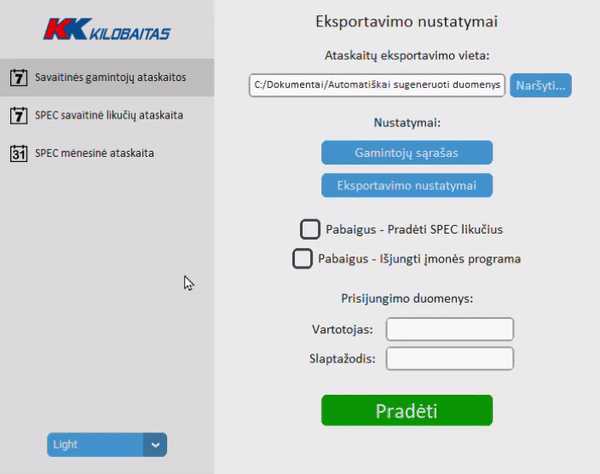 KK KILOBAITAS
7 Savaitinės gamintojų ataskaitos
7 SPEC savaitinė likučių ataskaita
31 SPEC mėnesinė ataskaita
Light
Eksportavimo nustatymai
Ataskaitų eksportavimo vieta:
C:/Dokumentai/Automatiškai sugeneruoti duomenys Naršyti...
Nustatymai:
Gamintojų sąrašas
Eksportavimo nustatymai
Pabaigus - Pradėti SPEC likučius
Pabaigus - Išjungti įmonės programa
Prisijungimo duomenys:
Vartotojas:
Slaptažodis:
Pradėti